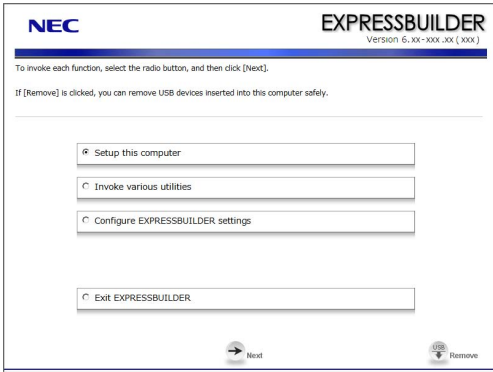 NEC
EXPRESSBUILDER
Version 6.xx-xxx.xx (xxx)
To invoke each function, select the radio button, and then click [Next].
If [Remove] is clicked, you can remove USB devices inserted into this computer safely.
Setup this computer
Invoke various utilities
Configure EXPRESSBUILDER settings
Exit EXPRESSBUILDER
Next
USB
Remove